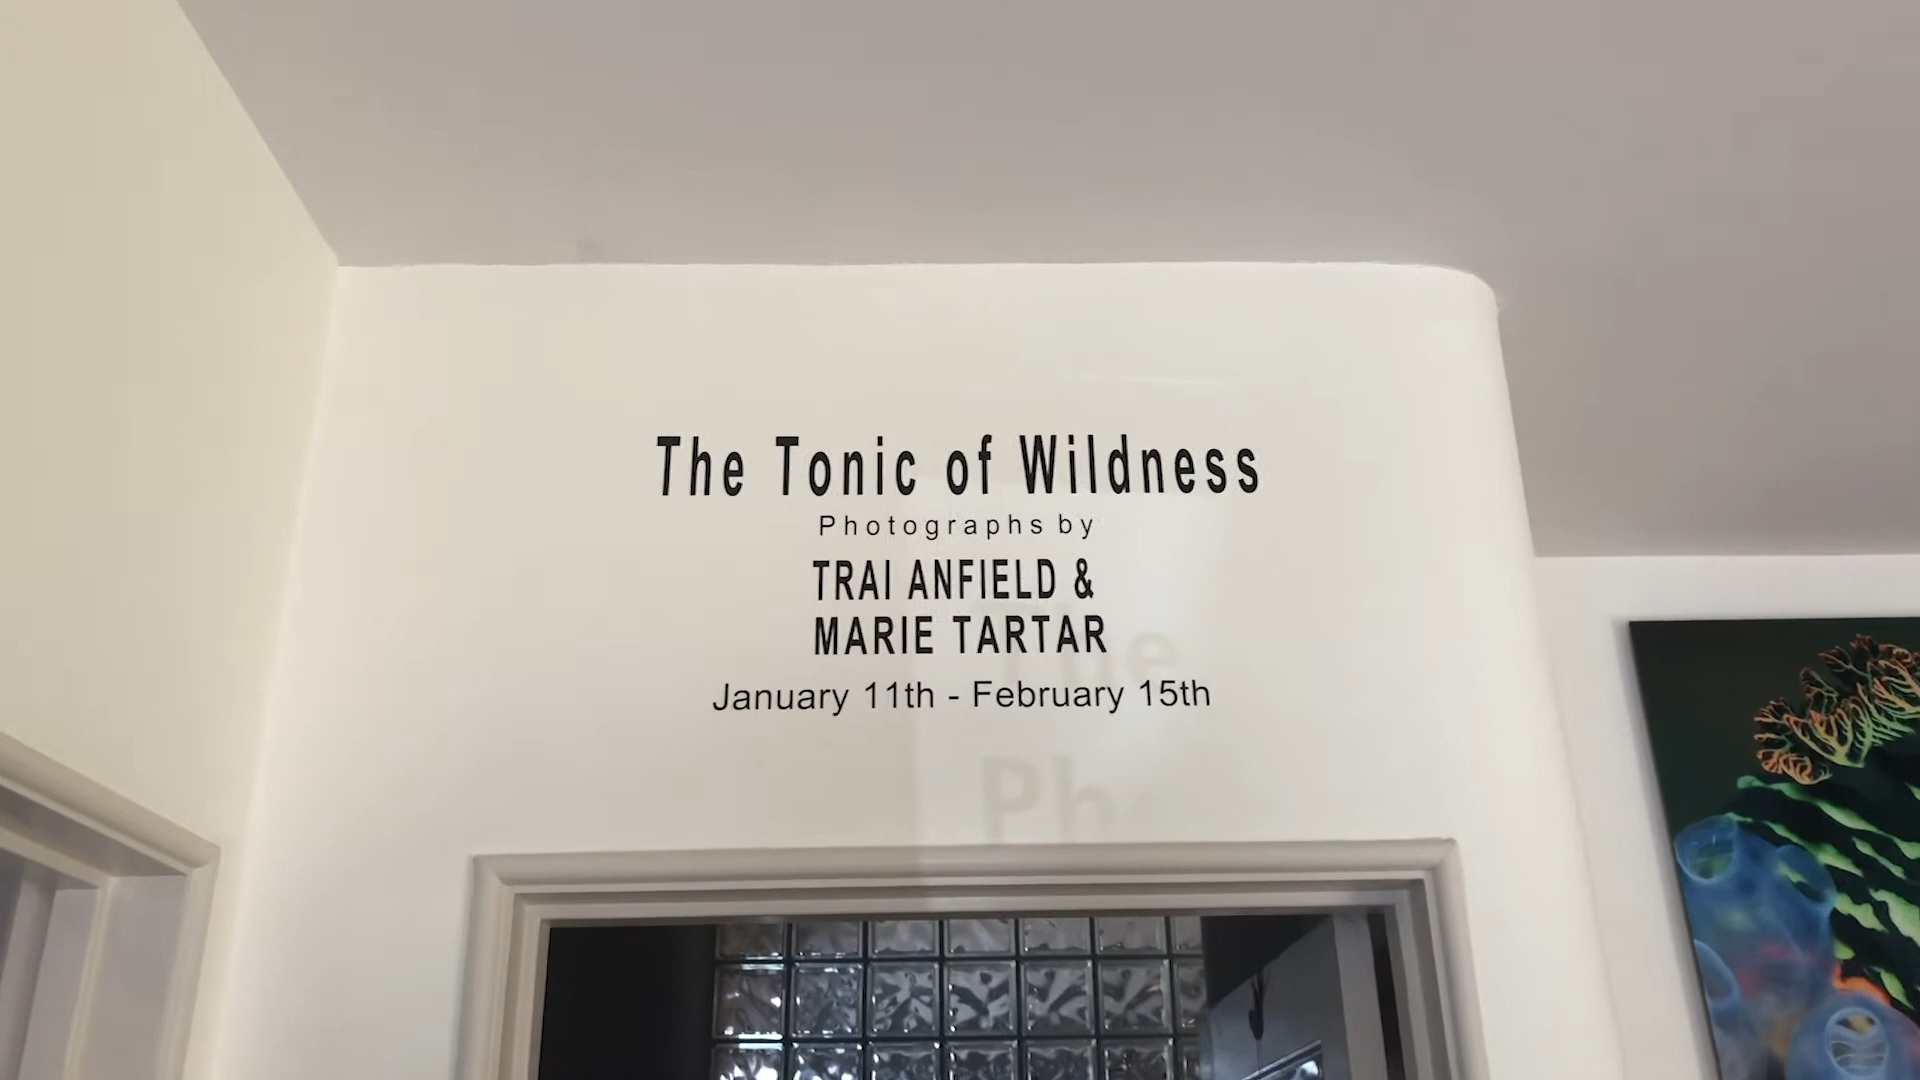 The Tonic of Wildness
Photographs by
TRAI ANFIELD &
MARIE TARTAR
January 11th - February 15th